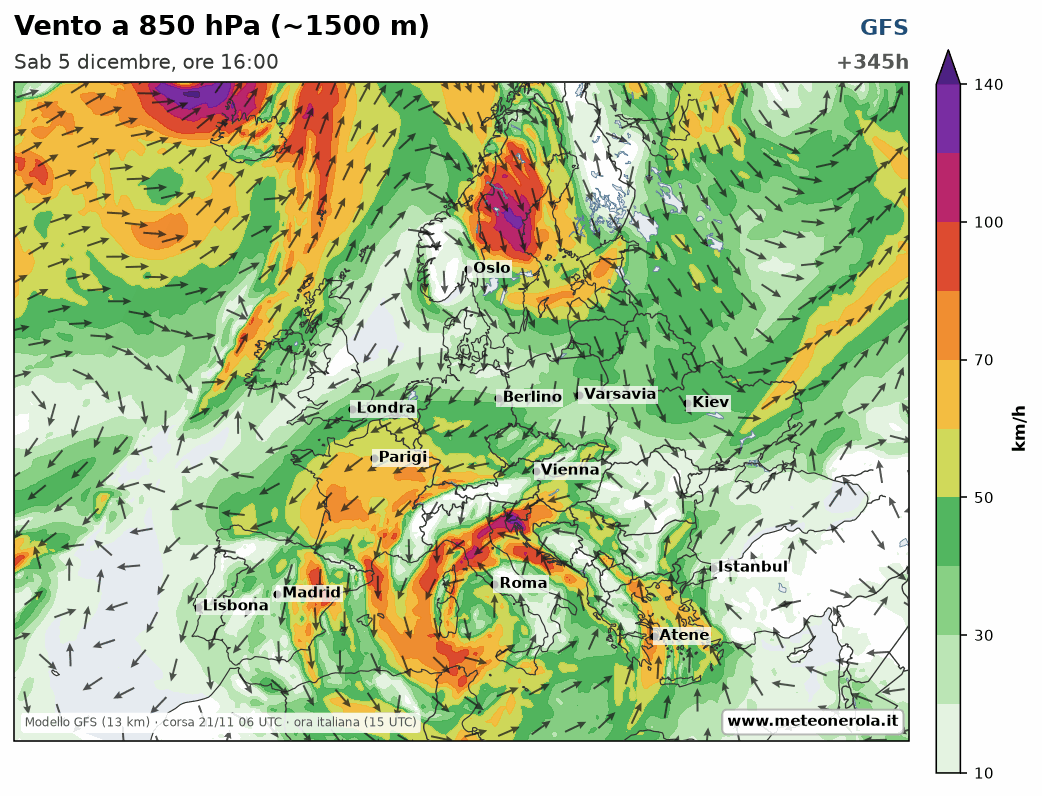 Vento a 850 hPa (~1500 m)
GFS
Sab 5 dicembre, ore 16:00
+345h
140
100
70
50
30
10
km/h
Oslo
Berlino
Varsavia
Kiev
Londra
Parigi
Vienna
Istanbul
Roma
Madrid
Lisbona
Atene
Modello GFS (13 km) · corsa 21/11 06 UTC · ora italiana (15 UTC)
www.meteonerola.it